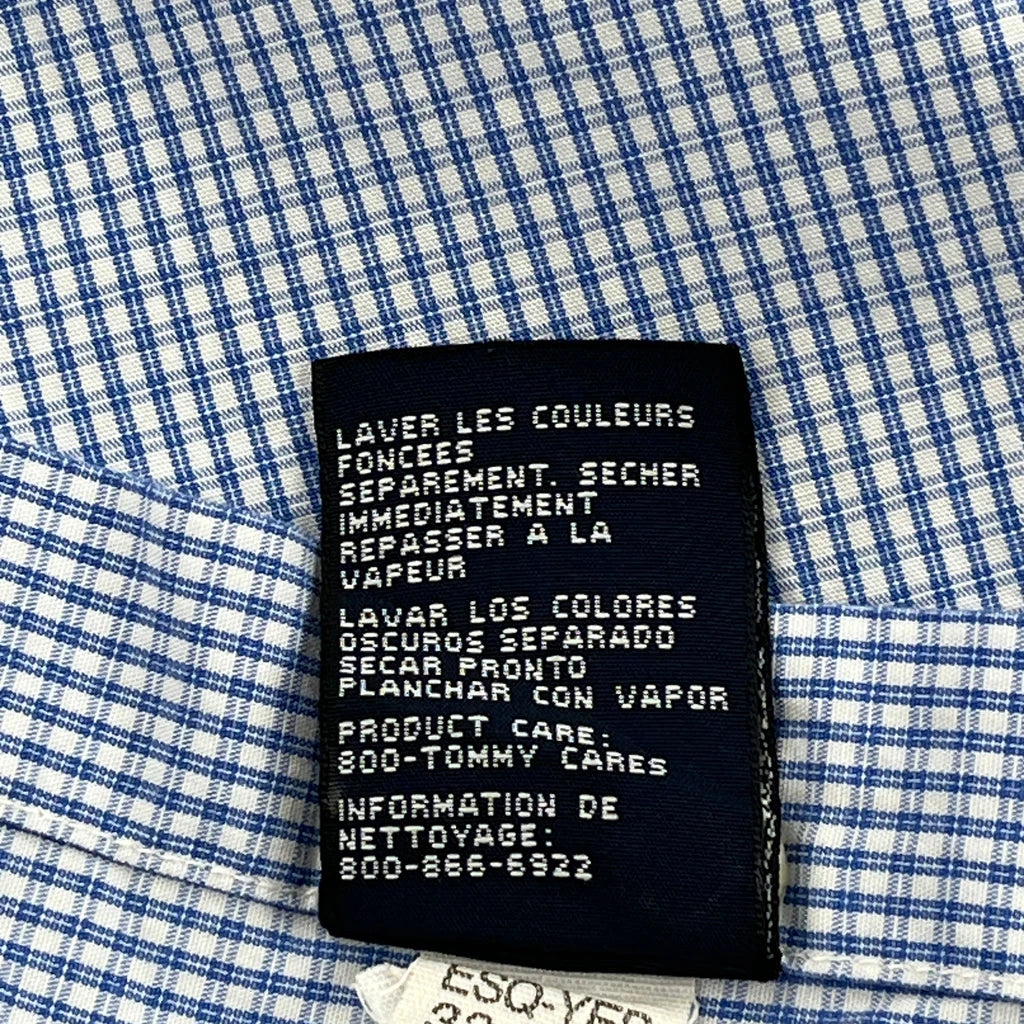 LAVER LES COULEURS
FONCEES
SEPAREMENT. SECHER
IMMEDIATEMENT
REPASSER A LA
VAPEUR
LAVAR LOS COLORES
OSCUROS SEPARADO
SECAR PRONTO
PLANCHAR CON VAPOR
PRODUCT CARE:
800-TOMMY CARES
INFORMATION DE
NETTOYAGE:
800-866-6922